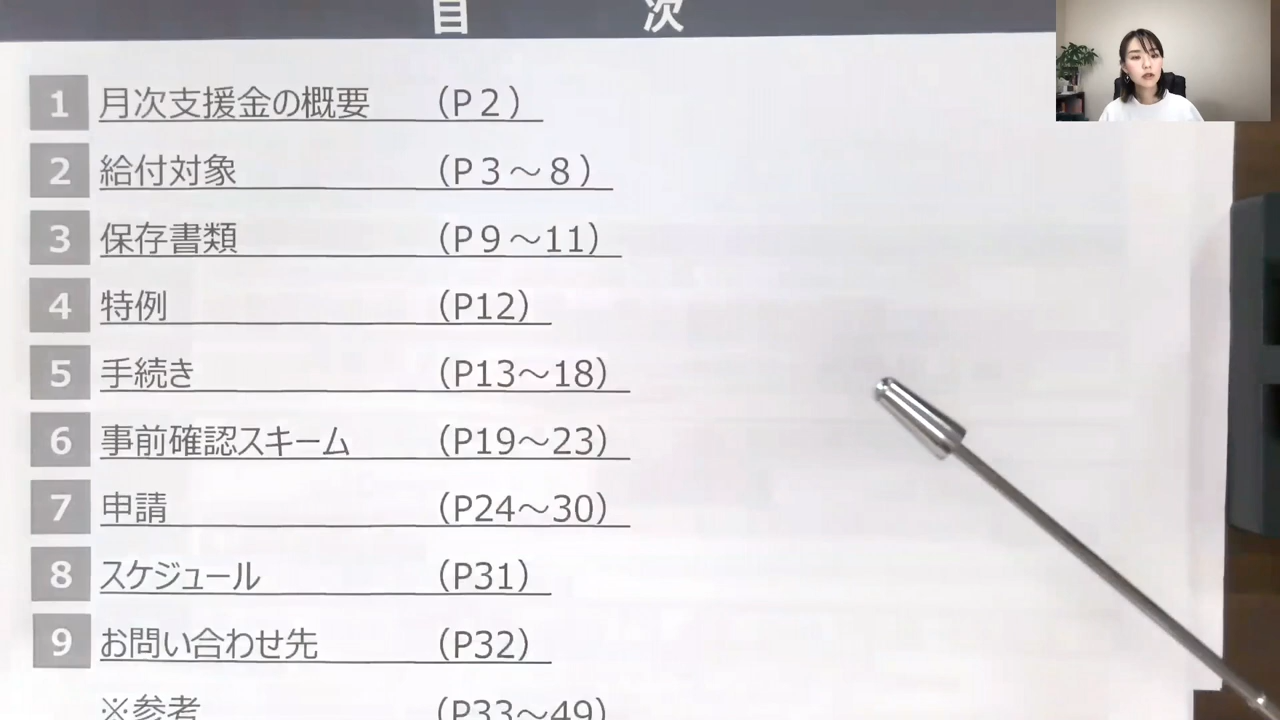 目　次
1 月次支援金の概要 （P２）
2 給付対象 （P３～８）
3 保存書類 （P９～11）
4 特例 （P12）
5 手続き （P13～18）
6 事前確認スキーム （P19～23）
7 申請 （P24～30）
8 スケジュール （P31）
9 お問い合わせ先 （P32）
※参考 （P33～49）